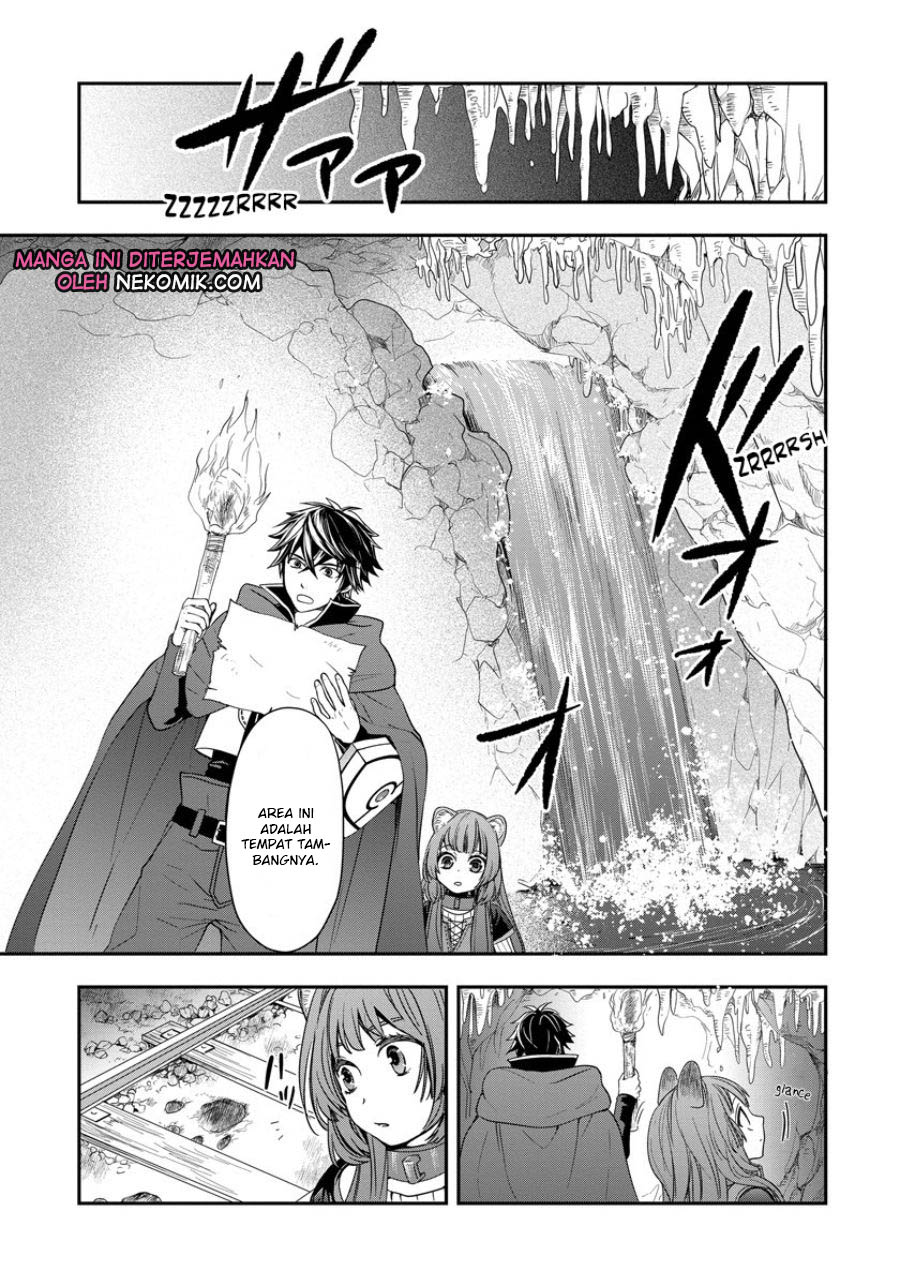 ザァァ
ZZZZZRRRR
MANGA INI DITERJEMAHKAN
OLEH NEKOMIK.COM
ドォォォ
ZRRRRSH
AREA INI
ADALAH
TEMPAT TAM-
BANGNYA.
glance